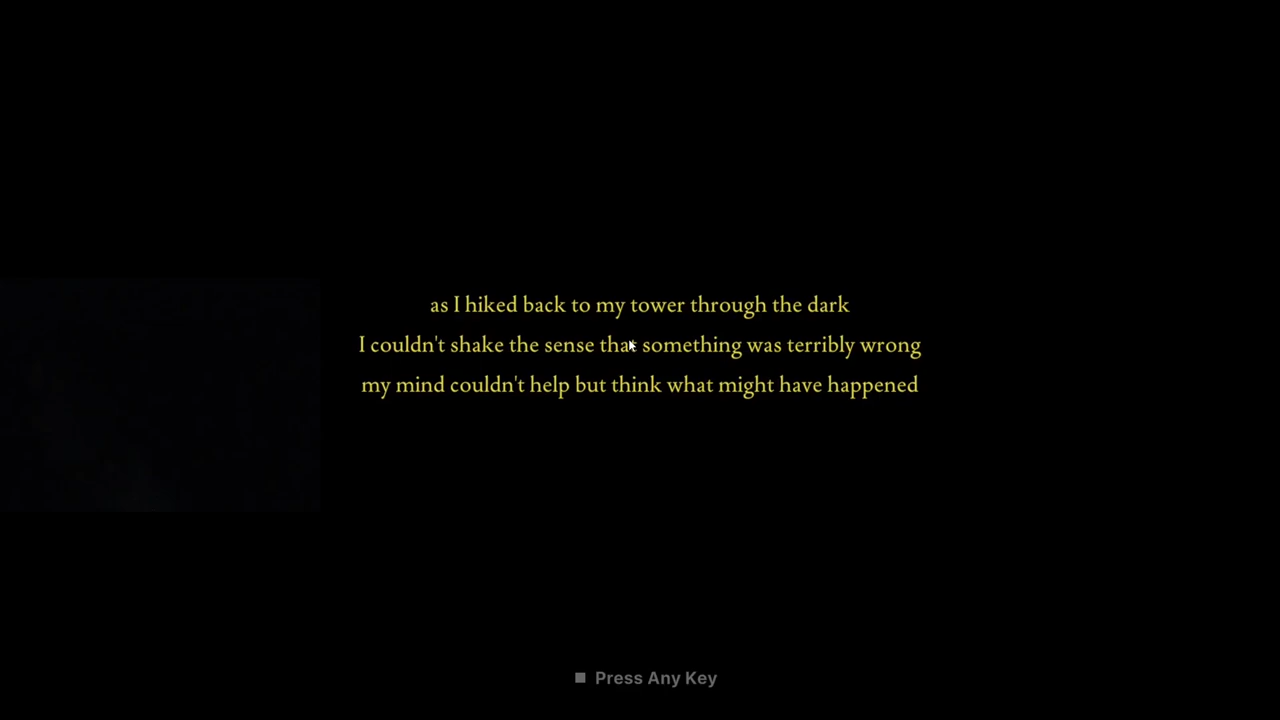 as I hiked back to my tower through the dark
I couldn't shake the sense that something was terribly wrong
my mind couldn't help but think what might have happened
Press Any Key